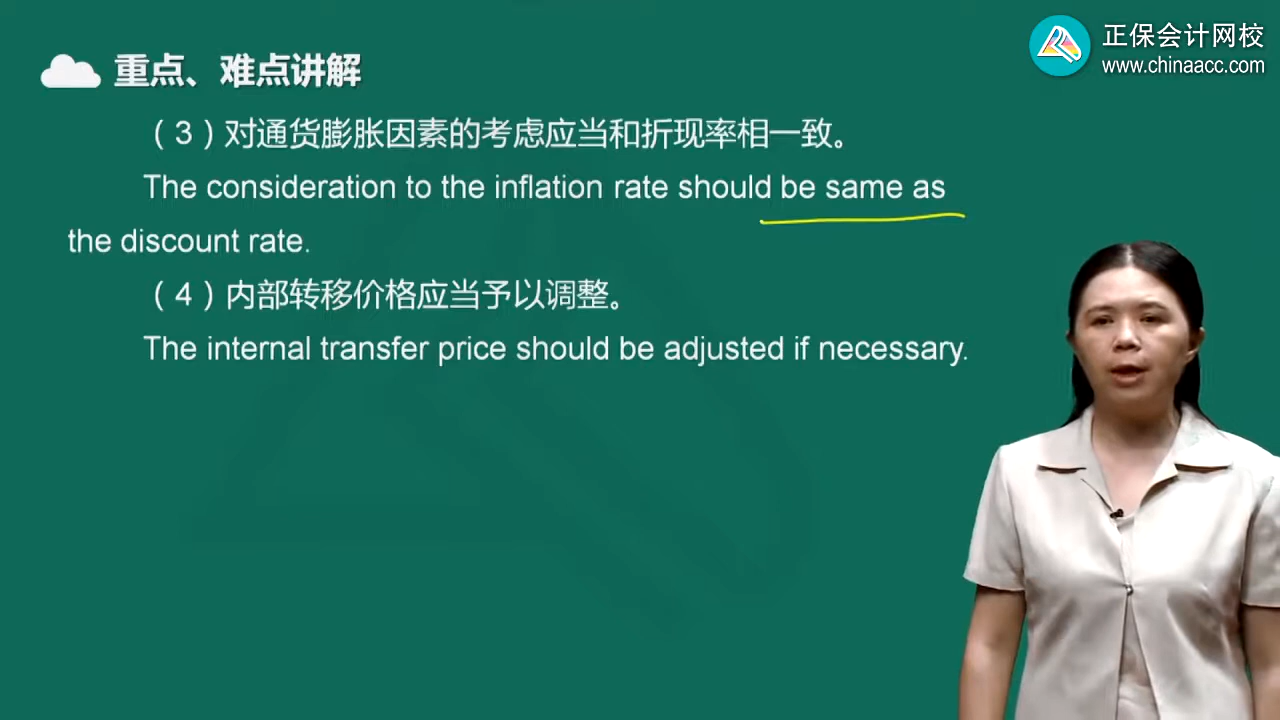 正保会计网校
www.chinaacc.com
重点、难点讲解
（3）对通货膨胀因素的考虑应当和折现率相一致。
The consideration to the inflation rate should be same as
the discount rate.
（4）内部转移价格应当予以调整。
The internal transfer price should be adjusted if necessary.